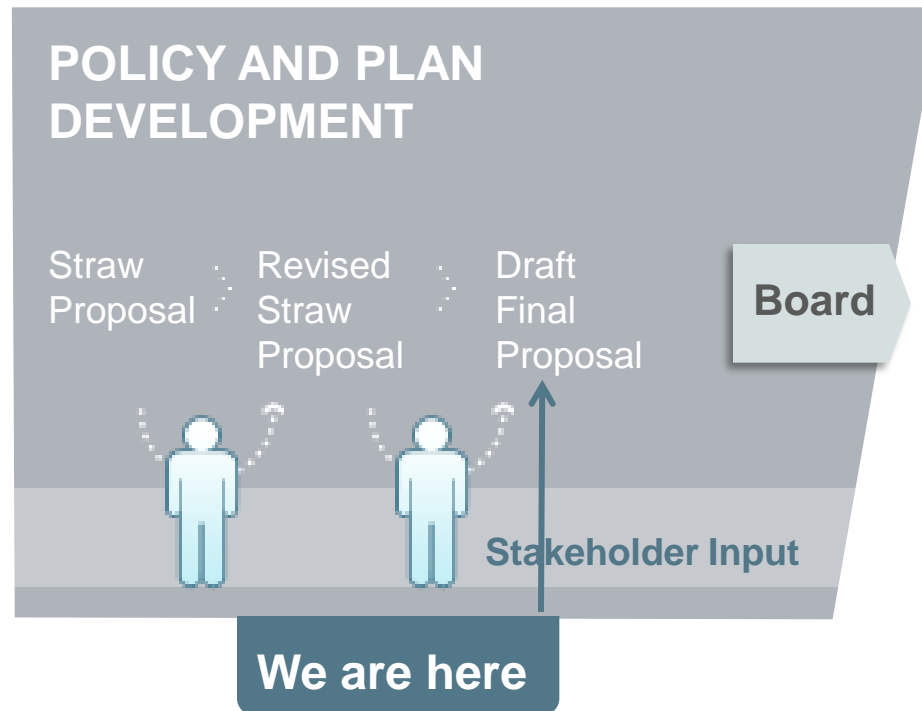 POLICY AND PLAN
DEVELOPMENT
Straw
Proposal
Revised
Straw
Proposal
Draft
Final
Proposal
Board
Stakeholder Input
We are here